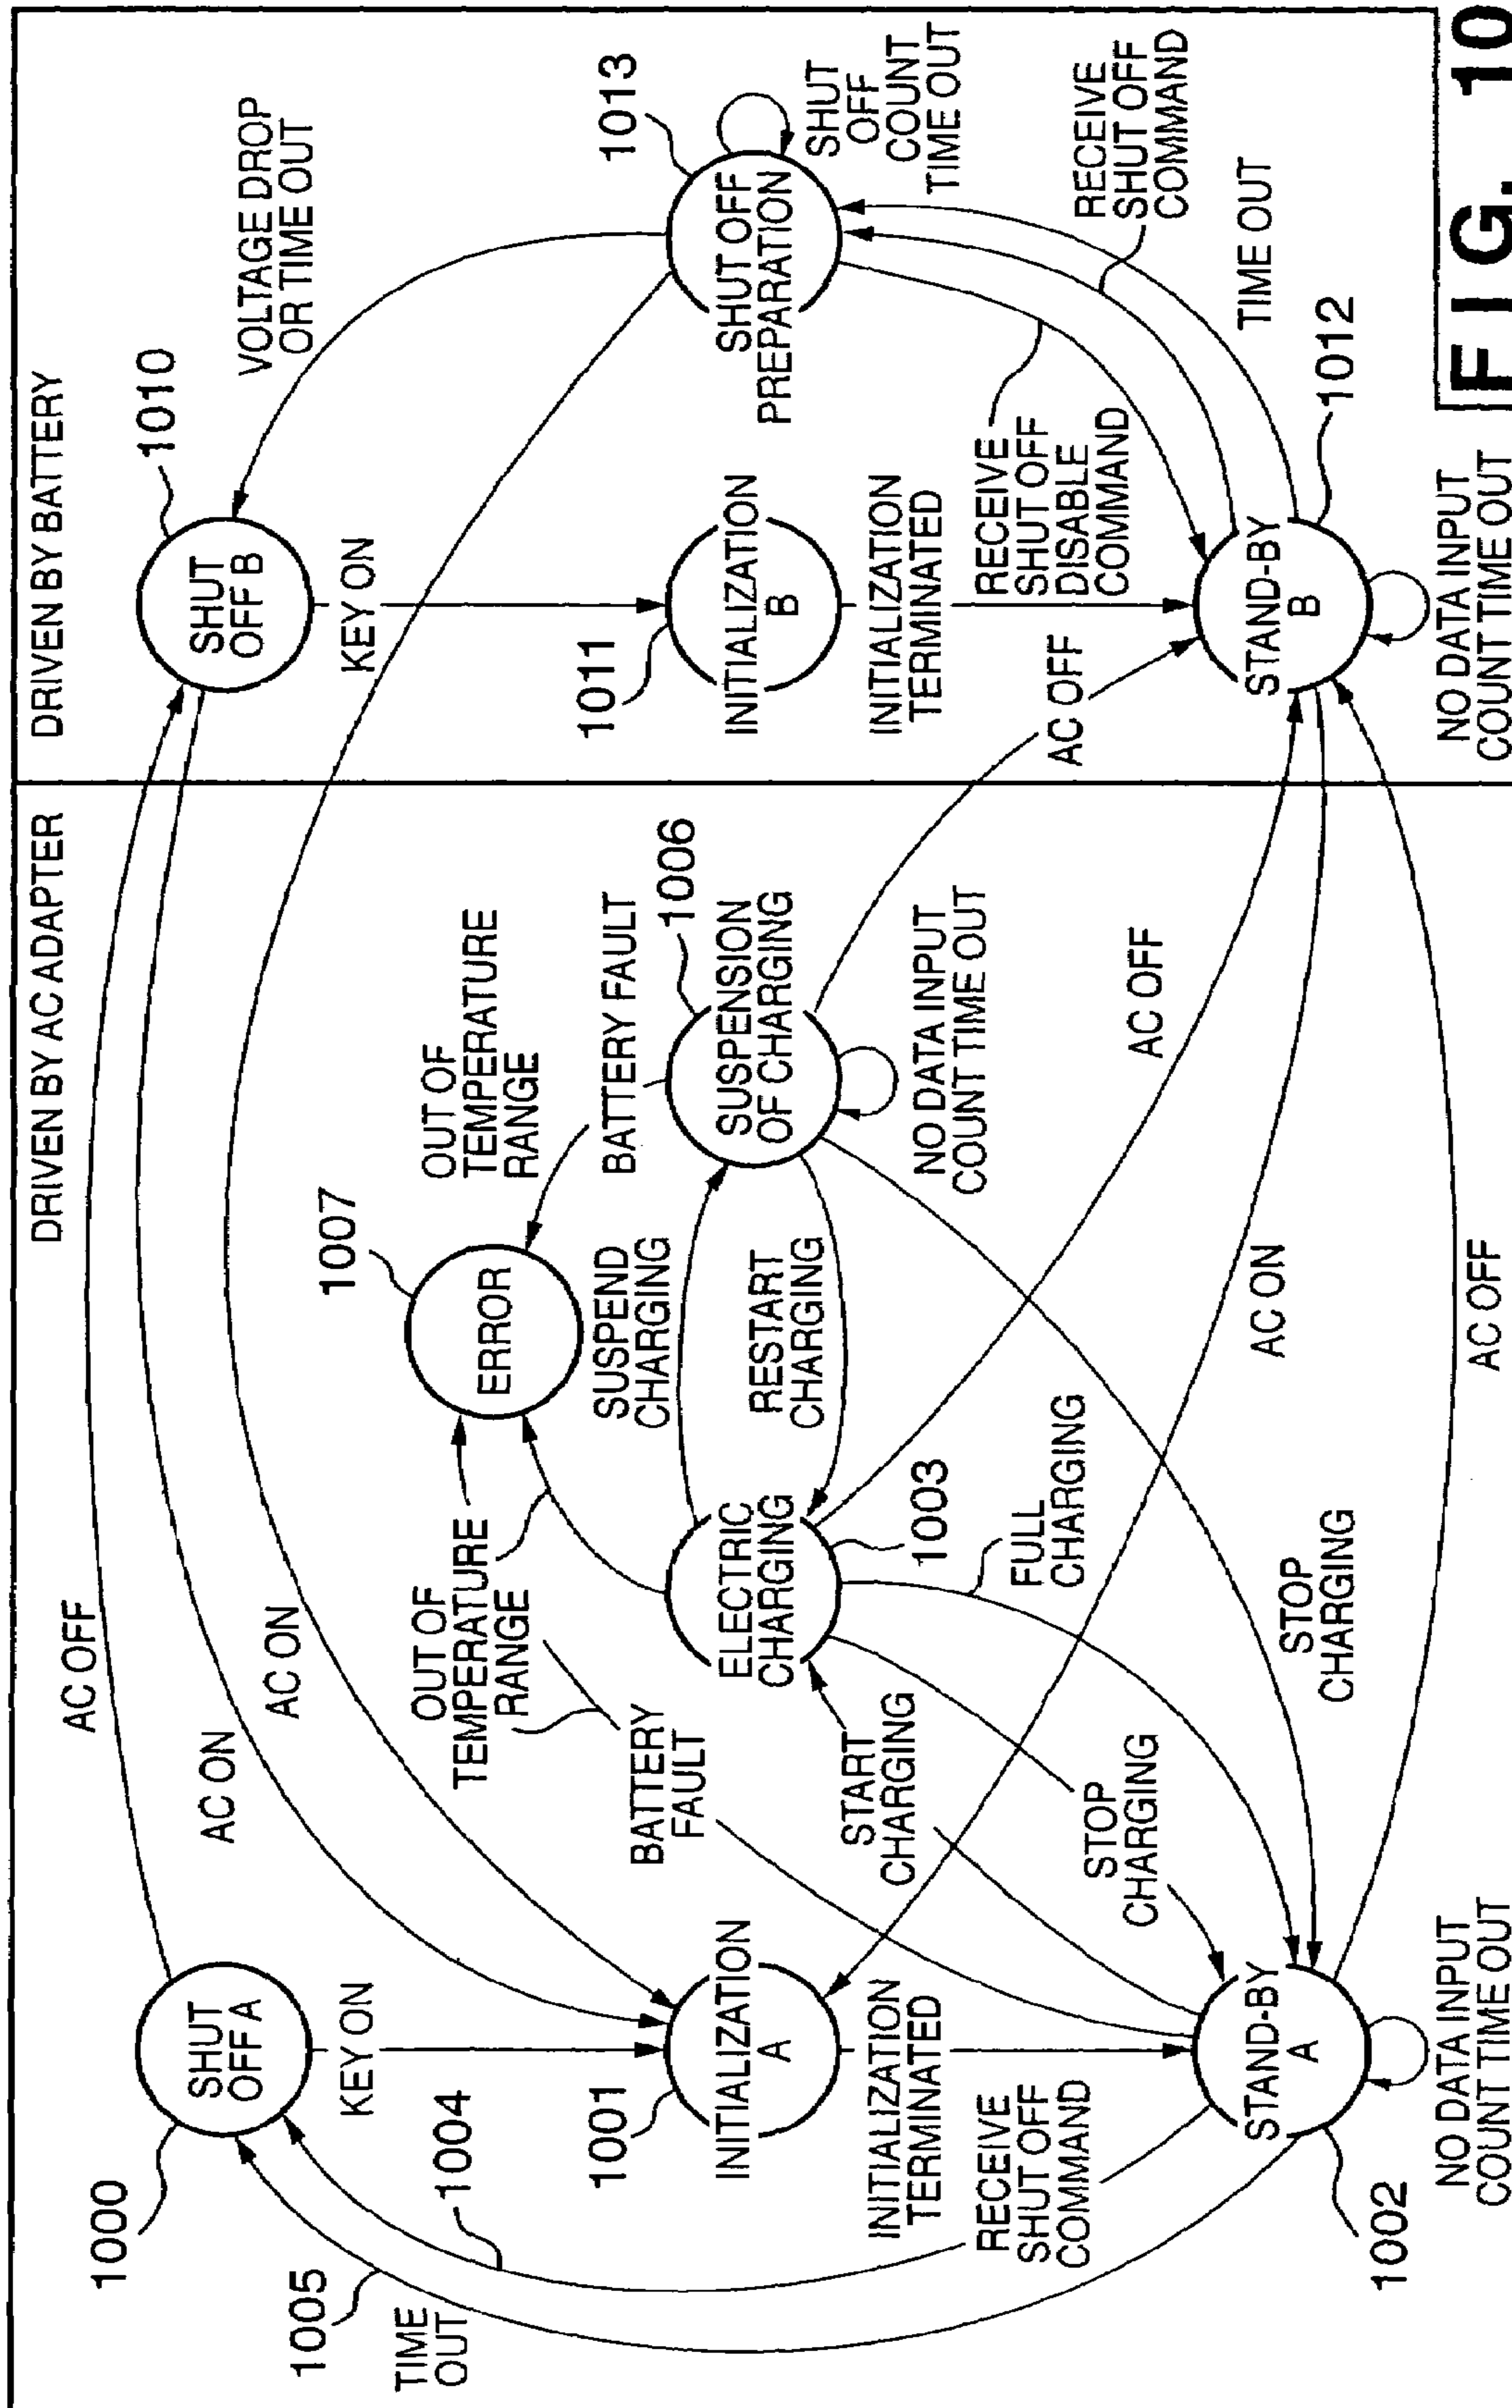 DRIVEN BY AC ADAPTER
DRIVEN BY BATTERY
1000
SHUT
OFF A
AC OFF
AC ON
AC ON
1010
SHUT
OFF B
VOLTAGE DROP
OR TIME OUT
1005
TIME
OUT
1004
KEY ON
KEY ON
1007
ERROR
OUT OF
TEMPERATURE
RANGE
OUT OF
TEMPERATURE
RANGE
BATTERY FAULT
BATTERY
FAULT
1001
INITIALIZATION
A
ELECTRIC
CHARGING
1003
SUSPEND
CHARGING
RESTART
CHARGING
1006
SUSPENSION
OF CHARGING
NO DATA INPUT
COUNT TIME OUT
1011
INITIALIZATION
B
1013
SHUT OFF
PREPARATION
SHUT
OFF
COUNT
TIME OUT
INITIALIZATION
TERMINATED
START
CHARGING
FULL
CHARGING
STOP
CHARGING
STOP
CHARGING
AC OFF
AC OFF
AC ON
INITIALIZATION
TERMINATED
RECEIVE
SHUT OFF
DISABLE
COMMAND
RECEIVE
SHUT OFF
COMMAND
TIME OUT
RECEIVE
SHUT OFF
COMMAND
1002
STAND-BY
A
NO DATA INPUT
COUNT TIME OUT
AC OFF
STAND-BY
B
1012
NO DATA INPUT
COUNT TIME OUT
FIG. 10